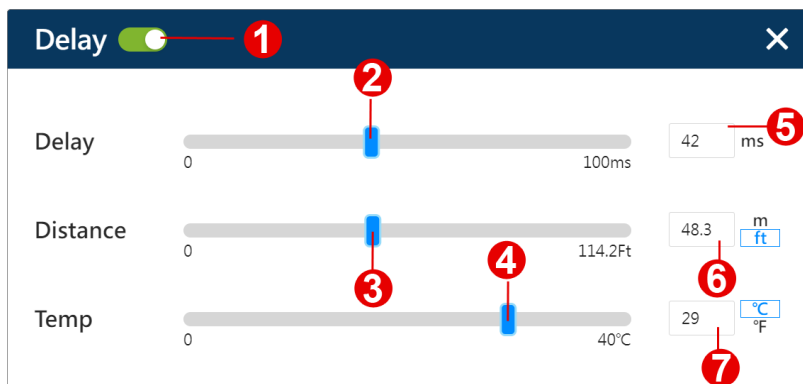 Delay 1 ×
2
Delay 0 100ms 42 ms 5
Distance 0 114.2Ft 48.3 m ft
3 4 6
Temp 0 40°C 29 °C °F
7